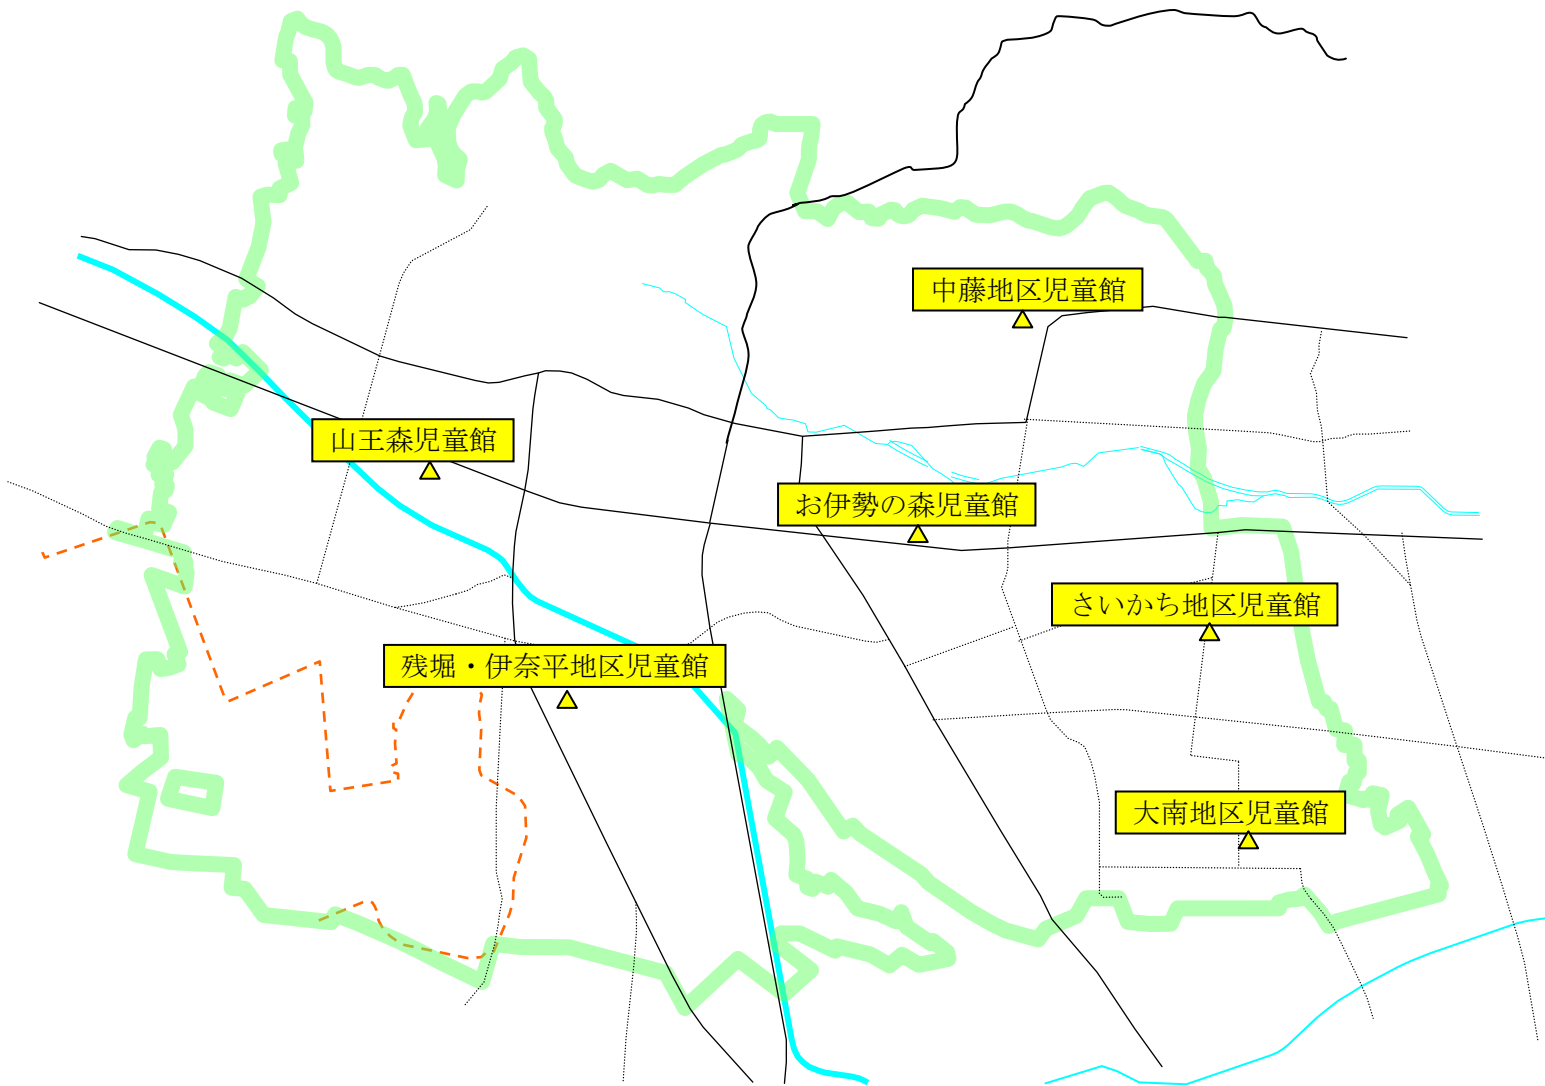 中藤地区児童館
山王森児童館
お伊勢の森児童館
さいかち地区児童館
残堀・伊奈平地区児童館
大南地区児童館